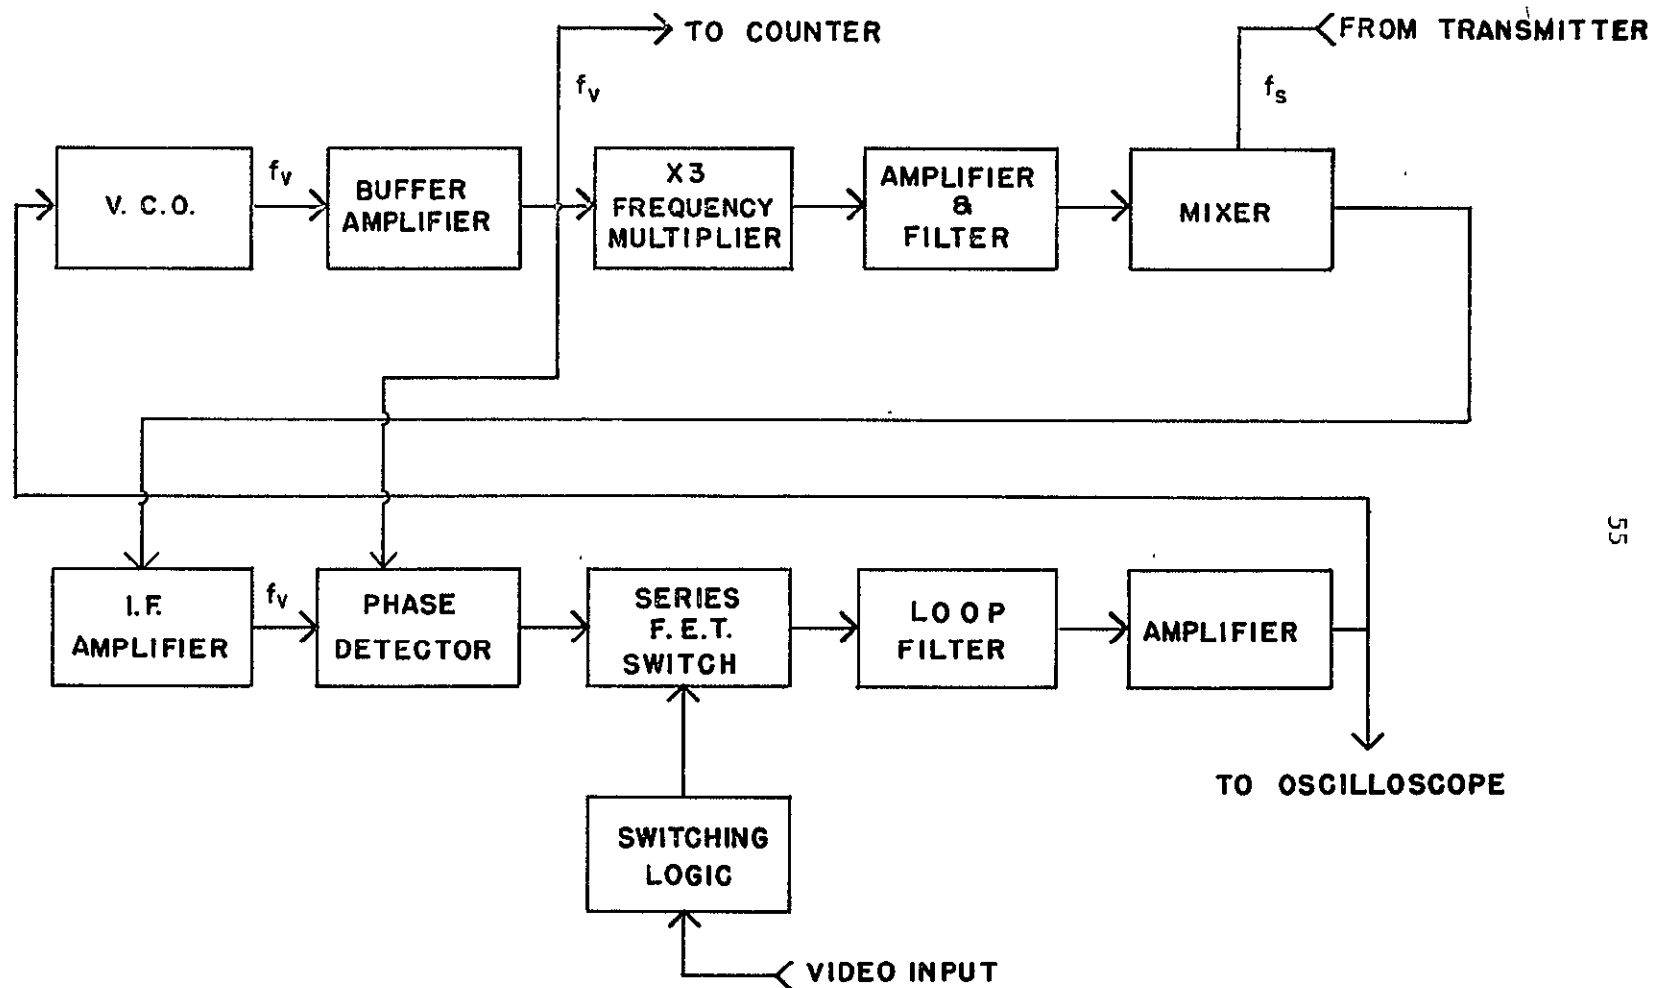 TO COUNTER
FROM TRANSMITTER
fv
fs
V. C. O.
fv
BUFFER
AMPLIFIER
X3
FREQUENCY
MULTIPLIER
AMPLIFIER
&
FILTER
MIXER
55
I.F.
AMPLIFIER
fv
PHASE
DETECTOR
SERIES
F.E.T.
SWITCH
LOOP
FILTER
AMPLIFIER
TO OSCILLOSCOPE
SWITCHING
LOGIC
VIDEO INPUT